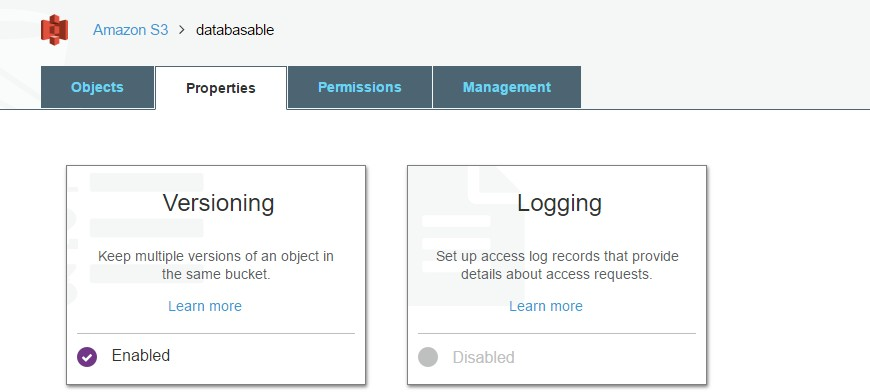 Amazon S3 > databasable
Objects Properties Permissions Management
Versioning
Keep multiple versions of an object in
the same bucket.
Learn more
Enabled
Logging
Set up access log records that provide
details about access requests.
Learn more
Disabled